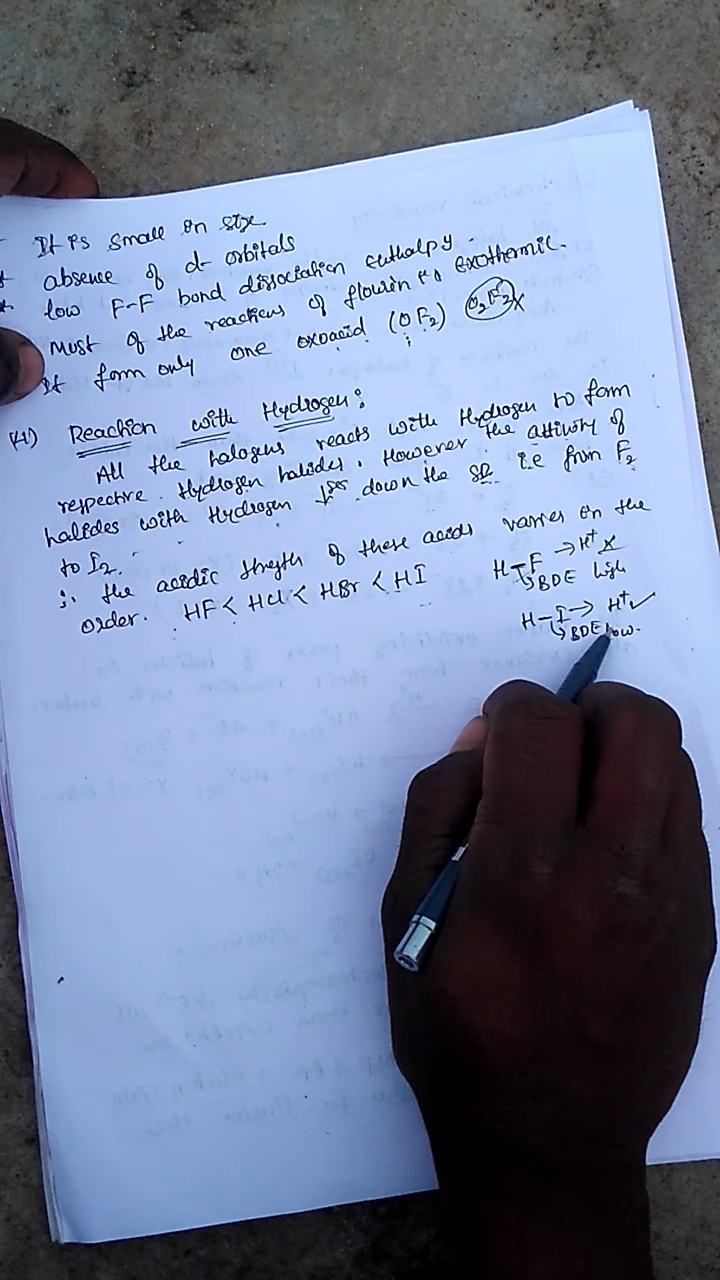 It is small in size
absence of d- orbitals
low F-F bond dissociation enthalpy.
Most of the reactions of flourin exothermic.
It form only one oxoacid (OF2) O2F2 X
Reaction with Hydrogen:
All the halogens reacts with Hydrogen to form
respective. Hydrogen halides. However the affinity of
halides with Hydrogen ↓ses down the gp i.e from F2
to I2.
∴ the acidic strength of these acids varies in the
order. HF < HCl < HBr < HI
H-F → H+ X
↳ BDE high
H-I → H+ ✓
↳ BDE low.